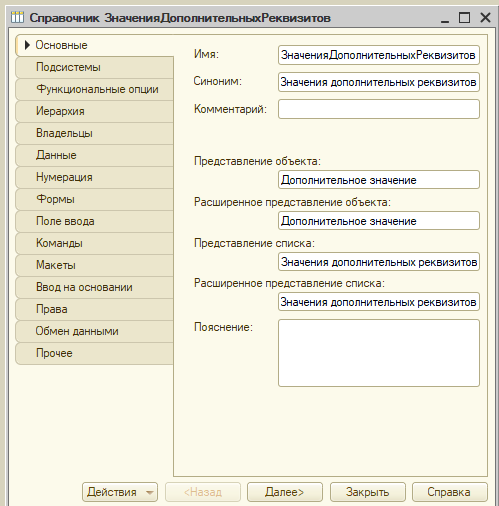 Справочник ЗначенияДополнительныхРеквизитов
Основные
Подсистемы
Функциональные опции
Иерархия
Владельцы
Данные
Нумерация
Формы
Поле ввода
Команды
Макеты
Ввод на основании
Права
Обмен данными
Прочее
Имя: ЗначенияДополнительныхРеквизитов
Синоним: Значения дополнительных реквизитов
Комментарий:
Представление объекта:
Дополнительное значение
Расширенное представление объекта:
Дополнительное значение
Представление списка:
Значения дополнительных реквизитов
Расширенное представление списка:
Значения дополнительных реквизитов
Пояснение:
Действия <Назад Далее> Закрыть Справка